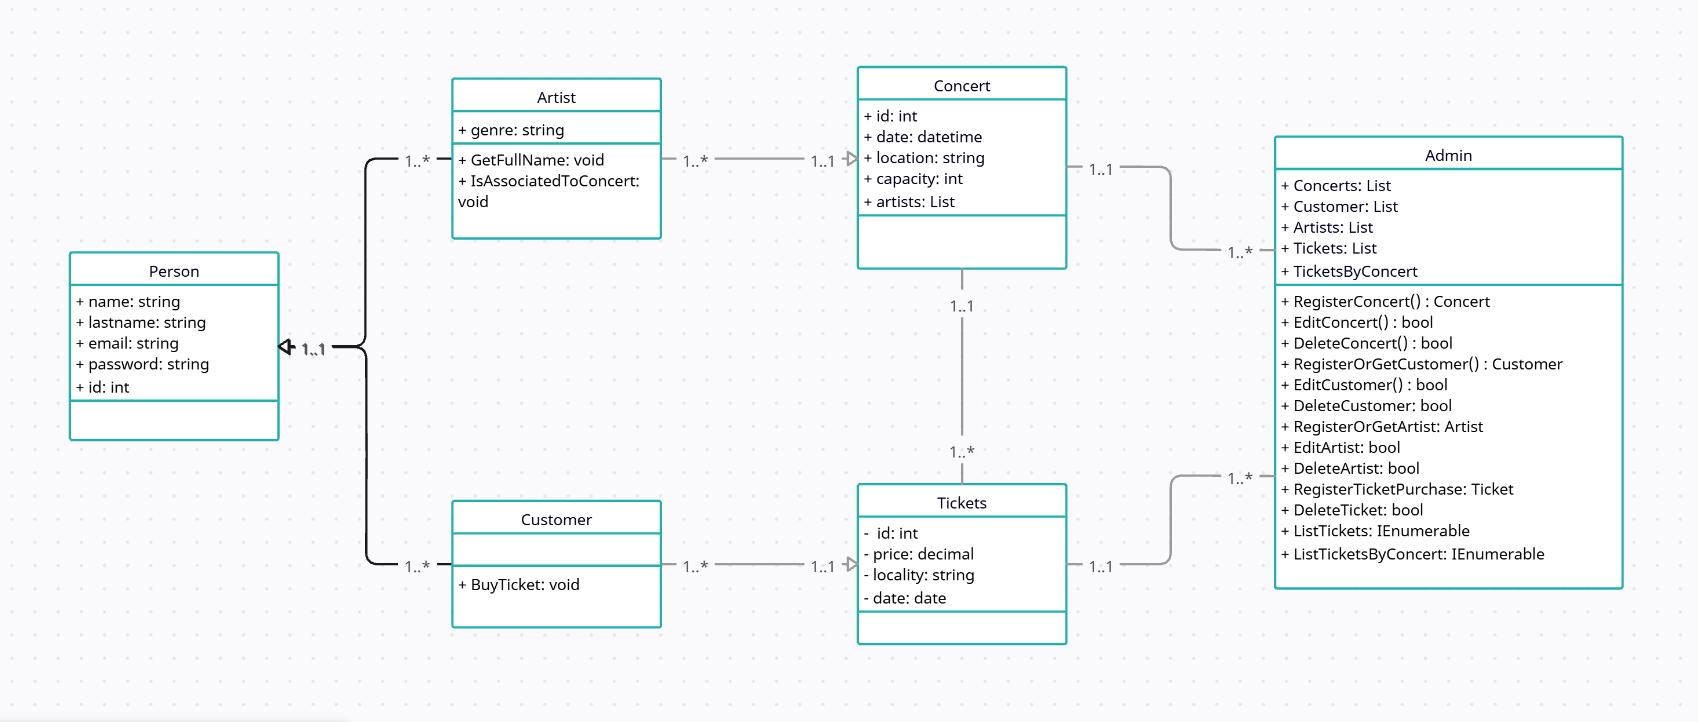 Person
+ name: string
+ lastname: string
+ email: string
+ password: string
+ id: int
1..1
1..*
1..*
Artist
+ genre: string
+ GetFullName: void
+ IsAssociatedToConcert:
void
1..*
1..1
Customer
+ BuyTicket: void
1..*
1..1
Concert
+ id: int
+ date: datetime
+ location: string
+ capacity: int
+ artists: List
1..1
1..*
1..1
1..*
Tickets
-  id: int
- price: decimal
- locality: string
- date: date
1..1
1..*
Admin
+ Concerts: List
+ Customer: List
+ Artists: List
+ Tickets: List
+ TicketsByConcert
+ RegisterConcert() : Concert
+ EditConcert() : bool
+ DeleteConcert() : bool
+ RegisterOrGetCustomer() : Customer
+ EditCustomer() : bool
+ DeleteCustomer: bool
+ RegisterOrGetArtist: Artist
+ EditArtist: bool
+ DeleteArtist: bool
+ RegisterTicketPurchase: Ticket
+ DeleteTicket: bool
+ ListTickets: IEnumerable
+ ListTicketsByConcert: IEnumerable